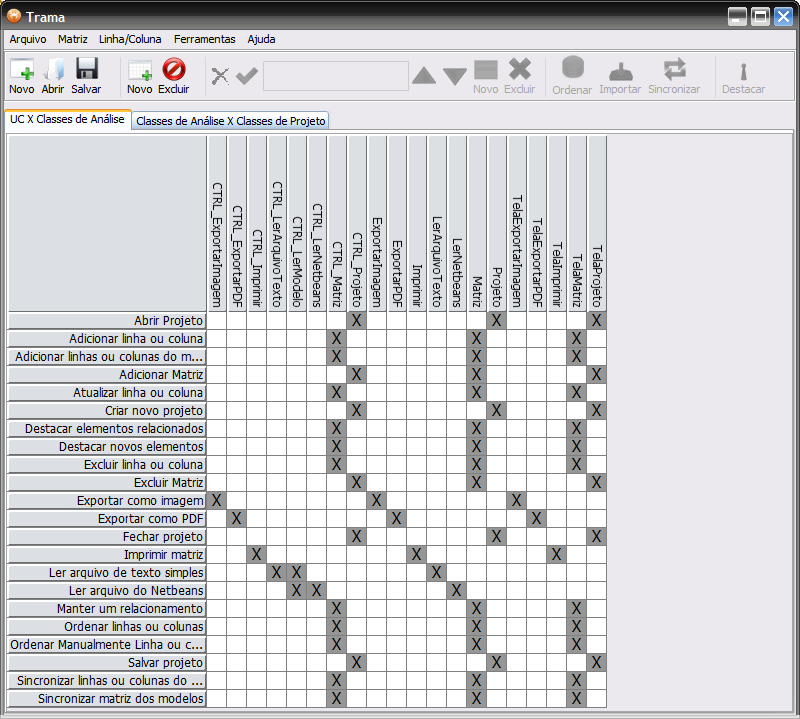 Trama
Arquivo Matriz Linha/Coluna Ferramentas Ajuda
Novo Abrir Salvar Novo Excluir Novo Excluir Ordenar Importar Sincronizar Destacar
UC X Classes de Análise Classes de Análise X Classes de Projeto
CTRL_ExportarImagem
CTRL_ExportarPDF
CTRL_Imprimir
CTRL_LerArquivoTexto
CTRL_LerModelo
CTRL_LerNetbeans
CTRL_Matriz
CTRL_Projeto
ExportarImagem
ExportarPDF
Imprimir
LerArquivoTexto
LerNetbeans
Matriz
Projeto
TelaExportarImagem
TelaExportarPDF
TelaImprimir
TelaMatriz
TelaProjeto
Abrir Projeto X X X
Adicionar linha ou coluna X X X
Adicionar linhas ou colunas do m... X X X
Adicionar Matriz X X X
Atualizar linha ou coluna X X X
Criar novo projeto X X X
Destacar elementos relacionados X X X
Destacar novos elementos X X X
Excluir linha ou coluna X X X
Excluir Matriz X X X
Exportar como imagem X X X
Exportar como PDF X X X
Fechar projeto X X X
Imprimir matriz X X X
Ler arquivo de texto simples X X X
Ler arquivo do Netbeans X X X
Manter um relacionamento X X X
Ordenar linhas ou colunas X X X
Ordenar Manualmente Linha ou c... X X X
Salvar projeto X X X
Sincronizar linhas ou colunas do ... X X X
Sincronizar matriz dos modelos X X X